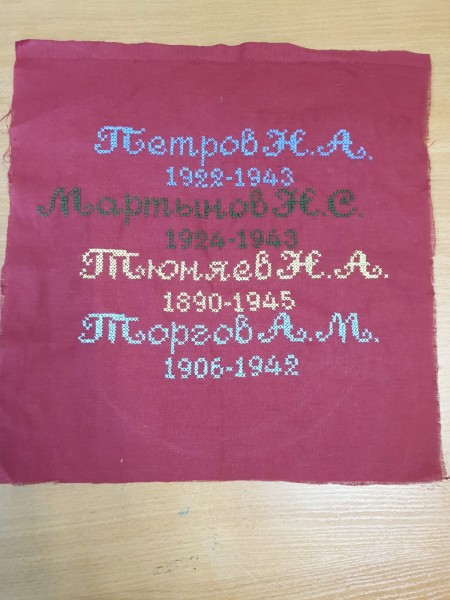 Петров Н.А.
1922-1943
Мартынов Н.С.
1924-1943
Тюняев Н.А.
1890-1945
Торгов А.М.
1906-1942